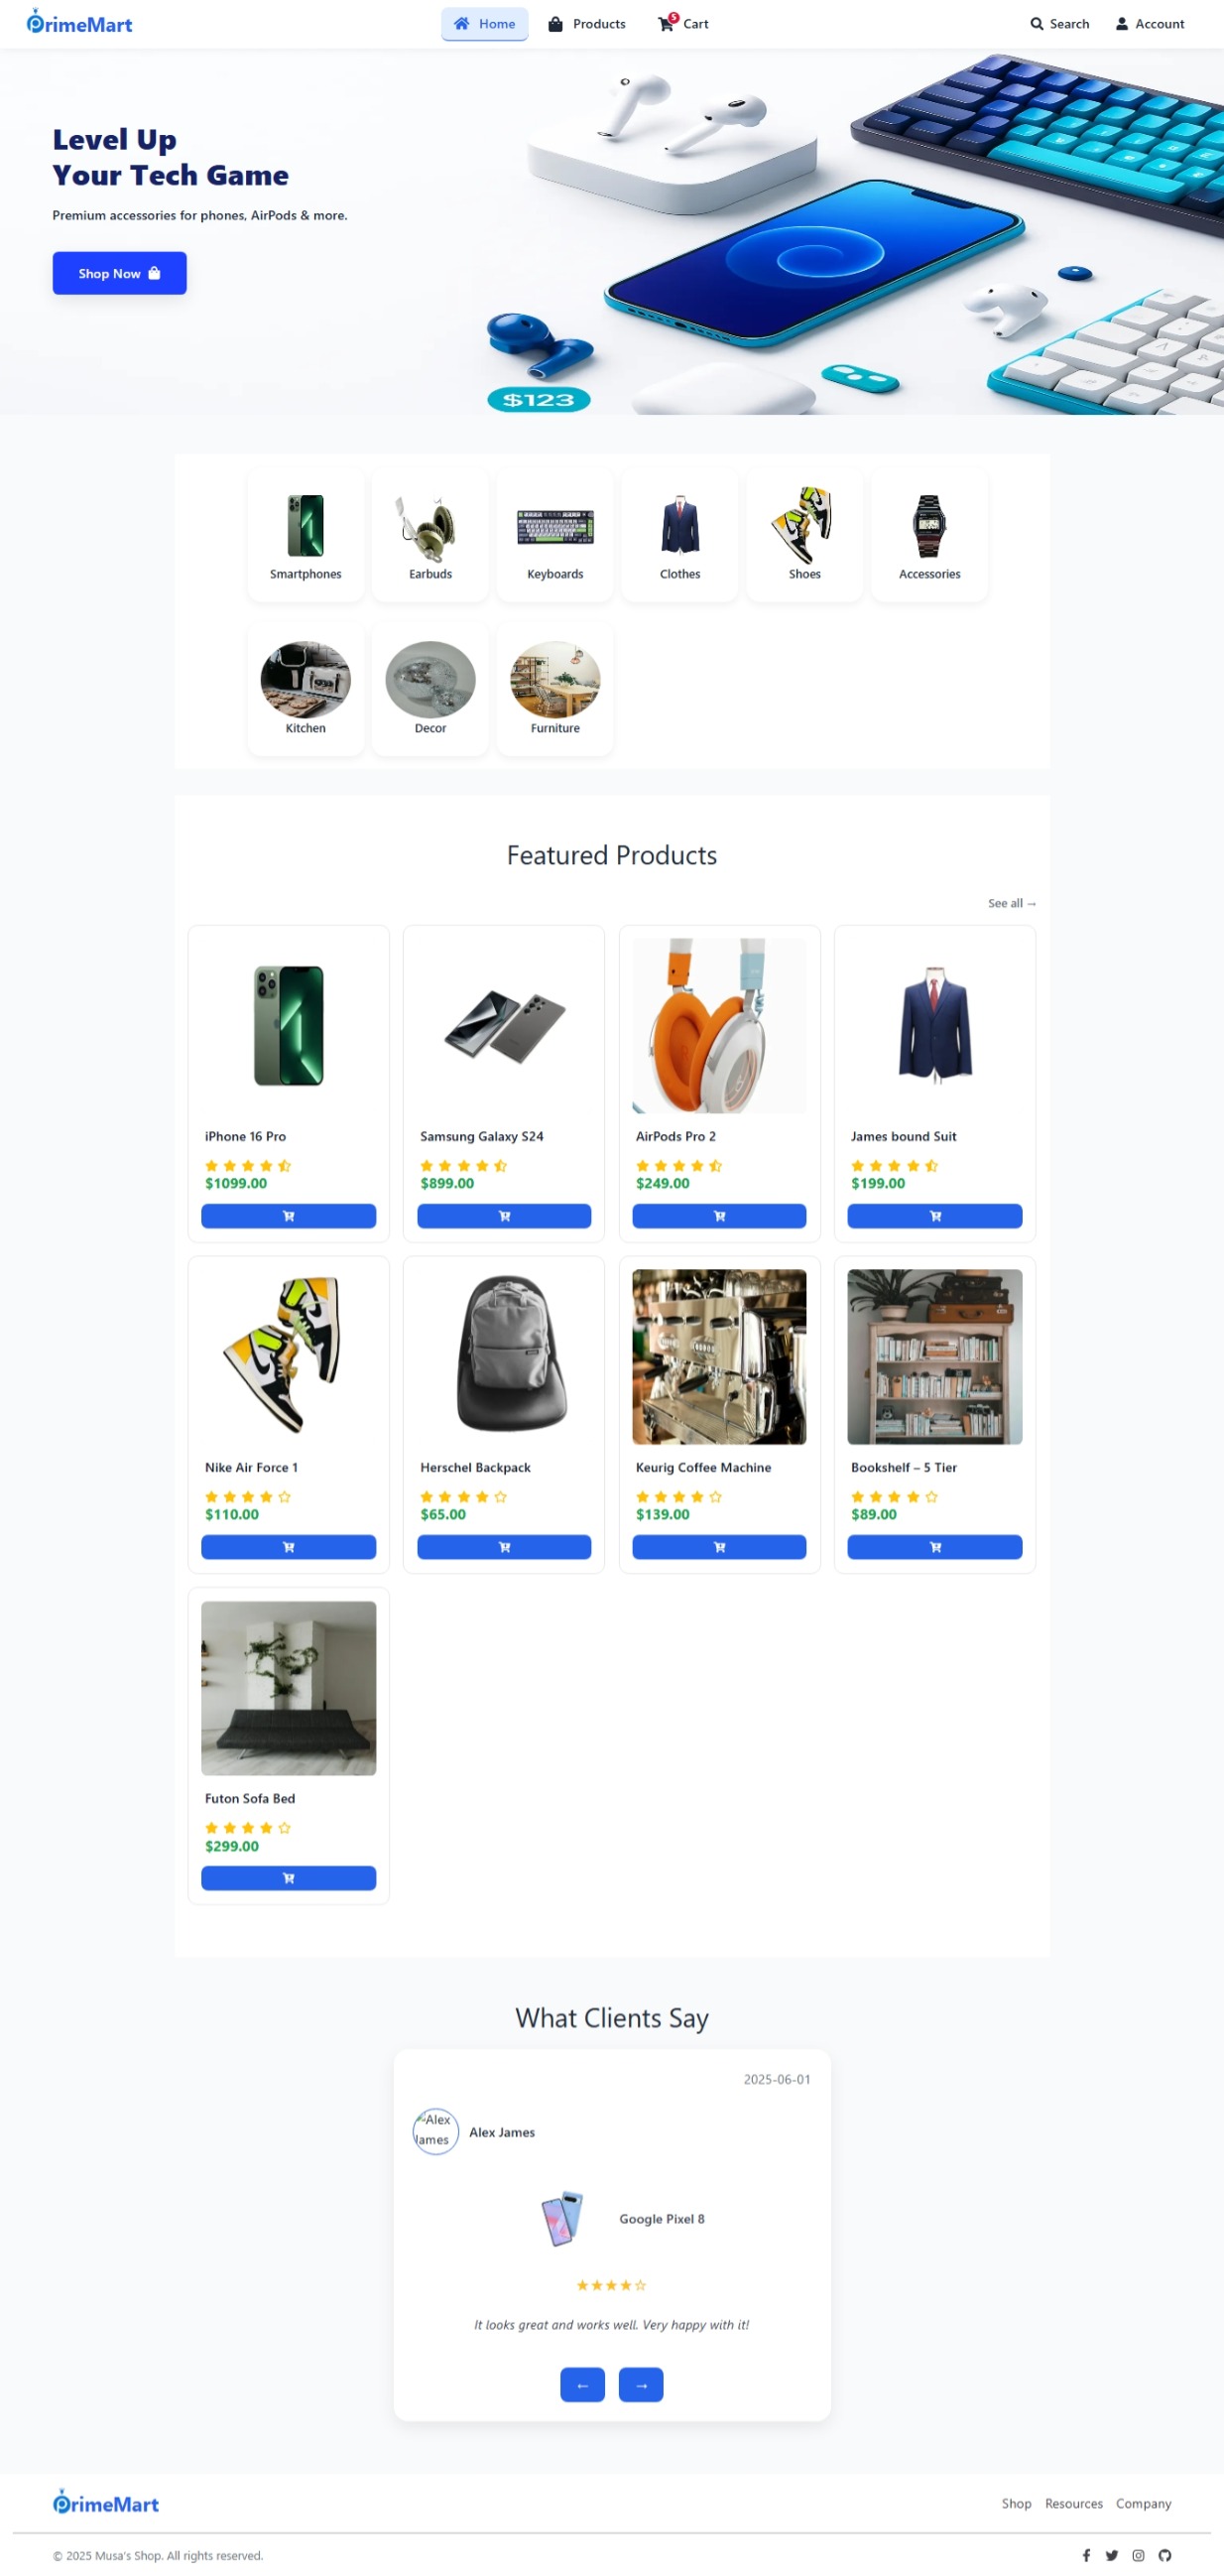 PrimeMart
Home
Products
5
Cart
Search
Account
Level Up
Your Tech Game
Premium accessories for phones, AirPods & more.
Shop Now
$123
Smartphones
Earbuds
Keyboards
Clothes
Shoes
Accessories
Kitchen
Decor
Furniture
Featured Products
See all →
iPhone 16 Pro
$1099.00
Samsung Galaxy S24
$899.00
AirPods Pro 2
$249.00
James bound Suit
$199.00
Nike Air Force 1
$110.00
Herschel Backpack
$65.00
Keurig Coffee Machine
$139.00
Bookshelf – 5 Tier
$89.00
Futon Sofa Bed
$299.00
What Clients Say
2025-06-01
Alex
James
Alex James
Google Pixel 8
★★★★☆
It looks great and works well. Very happy with it!
← →
PrimeMart
Shop Resources Company
© 2025 Musa's Shop. All rights reserved.